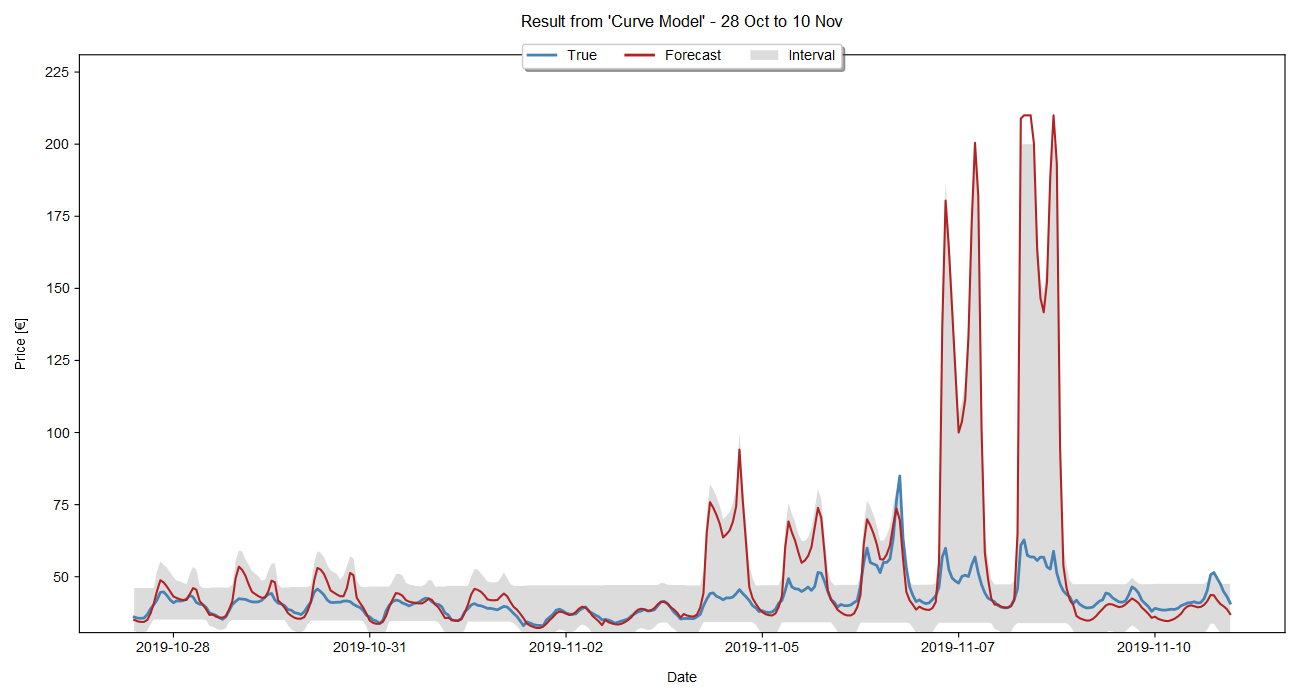 Result from 'Curve Model' - 28 Oct to 10 Nov
True Forecast Interval
225
200
175
150
125
100
75
50
Price [€]
2019-10-28 2019-10-31 2019-11-02 2019-11-05 2019-11-07 2019-11-10
Date